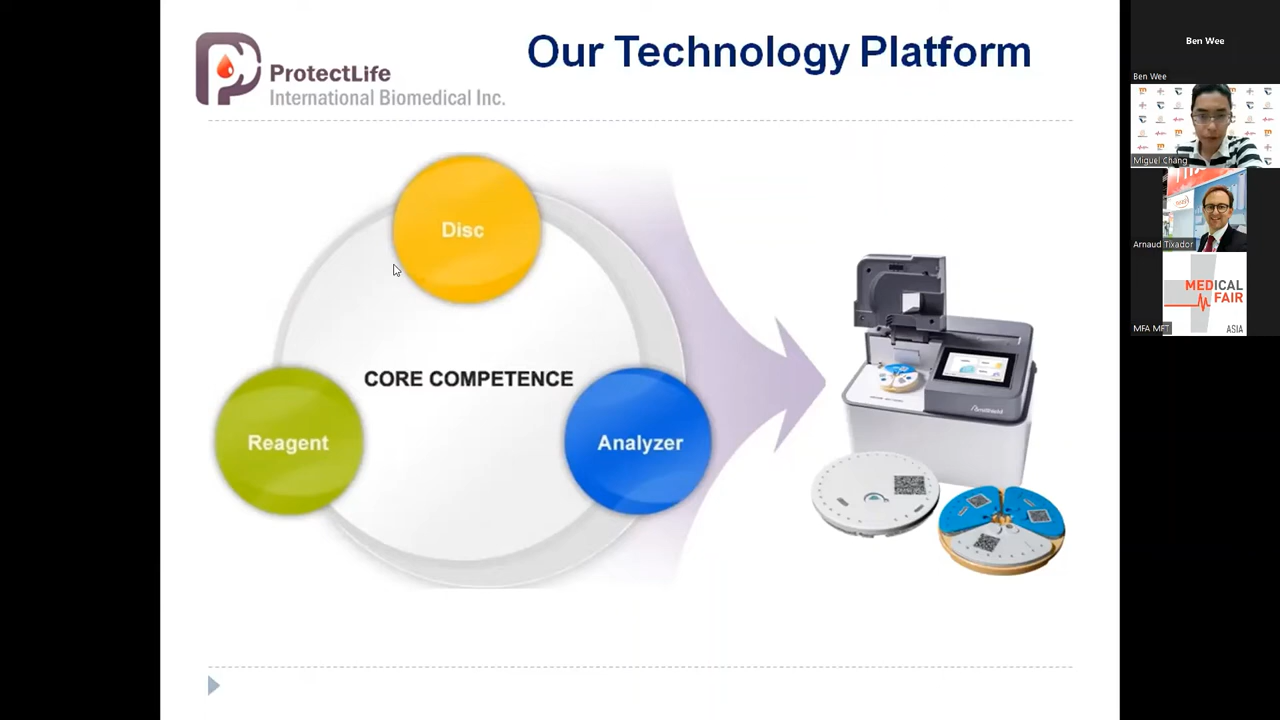 Our Technology Platform
ProtectLife
International Biomedical Inc.
Disc
CORE COMPETENCE
Reagent
Analyzer
Ben Wee
Ben Wee
Miguel Chang
Arnaud Tixador
MEDICAL
FAIR
ASIA
MFA MFT